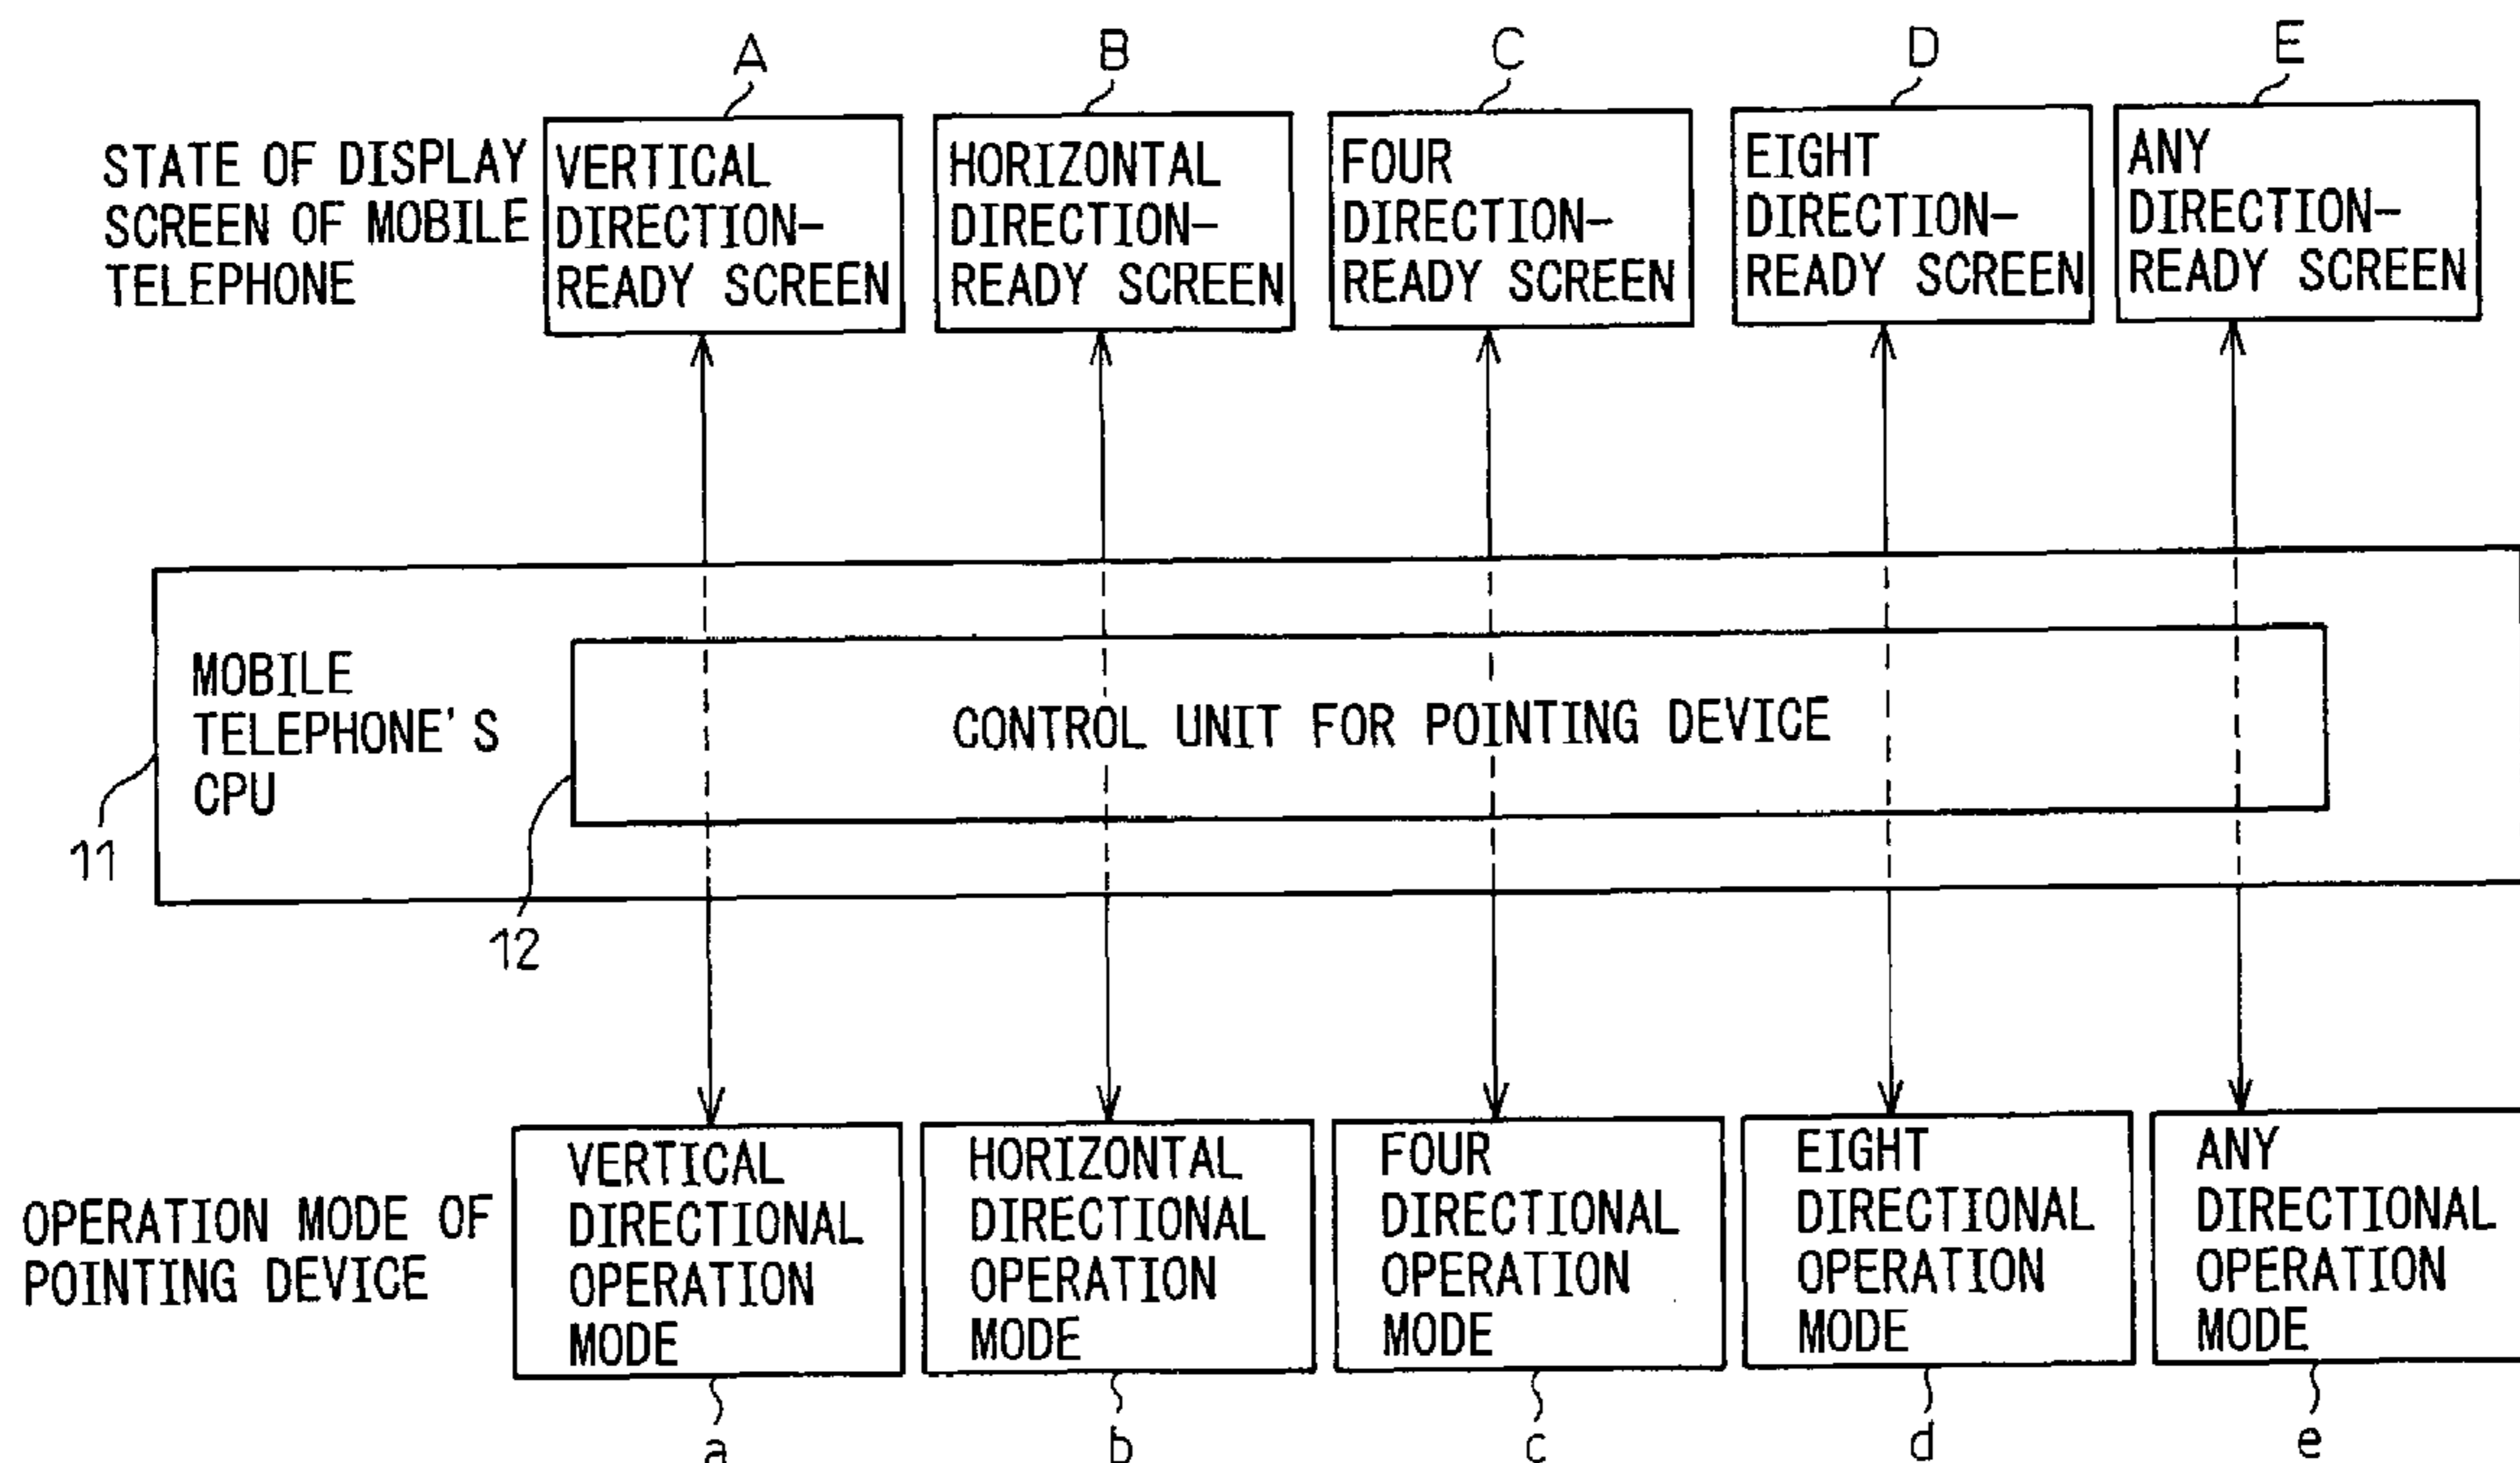 A
B
C
D
E
STATE OF DISPLAY
SCREEN OF MOBILE
TELEPHONE
VERTICAL
DIRECTION-
READY SCREEN
HORIZONTAL
DIRECTION-
READY SCREEN
FOUR
DIRECTION-
READY SCREEN
EIGHT
DIRECTION-
READY SCREEN
ANY
DIRECTION-
READY SCREEN
MOBILE
TELEPHONE'S
CPU
CONTROL UNIT FOR POINTING DEVICE
11
12
OPERATION MODE OF
POINTING DEVICE
VERTICAL
DIRECTIONAL
OPERATION
MODE
HORIZONTAL
DIRECTIONAL
OPERATION
MODE
FOUR
DIRECTIONAL
OPERATION
MODE
EIGHT
DIRECTIONAL
OPERATION
MODE
ANY
DIRECTIONAL
OPERATION
MODE
a
b
c
d
e